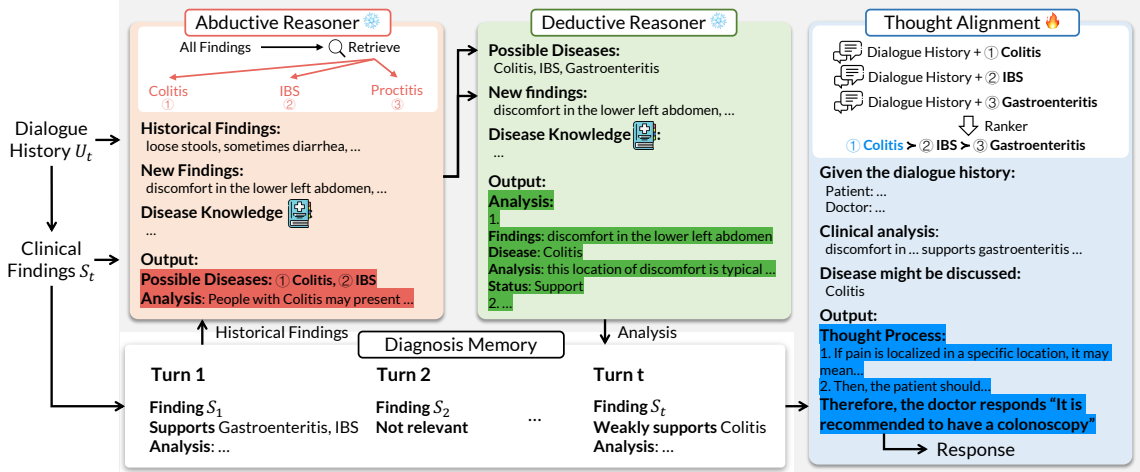 Dialogue
History U_t
Clinical
Findings S_t
Abductive Reasoner
All Findings
Retrieve
Colitis
①
IBS
②
Proctitis
③
Historical Findings:
loose stools, sometimes diarrhea, ...
New Findings:
discomfort in the lower left abdomen, ...
Disease Knowledge :
...
Output:
Possible Diseases: ① Colitis, ② IBS
Analysis: People with Colitis may present ...
Historical Findings
Deductive Reasoner
Possible Diseases:
Colitis, IBS, Gastroenteritis
New findings:
discomfort in the lower left abdomen, ...
Disease Knowledge :
...
Output:
Analysis:
1.
Findings: discomfort in the lower left abdomen
Disease: Colitis
Analysis: this location of discomfort is typical ...
Status: Support
2. ...
Analysis
Diagnosis Memory
Turn 1
Finding S_1
Supports Gastroenteritis, IBS
Analysis: ...
Turn 2
Finding S_2
Not relevant
...
Turn t
Finding S_t
Weakly supports Colitis
Analysis: ...
Thought Alignment
Dialogue History + ① Colitis
Dialogue History + ② IBS
Dialogue History + ③ Gastroenteritis
Ranker
① Colitis ≻ ② IBS ≻ ③ Gastroenteritis
Given the dialogue history:
Patient: ...
Doctor: ...
Clinical analysis:
discomfort in ... supports gastroenteritis ...
Disease might be discussed:
Colitis
Output:
Thought Process:
1. If pain is localized in a specific location, it may
mean...
2. Then, the patient should...
Therefore, the doctor responds “It is
recommended to have a colonoscopy”
Response